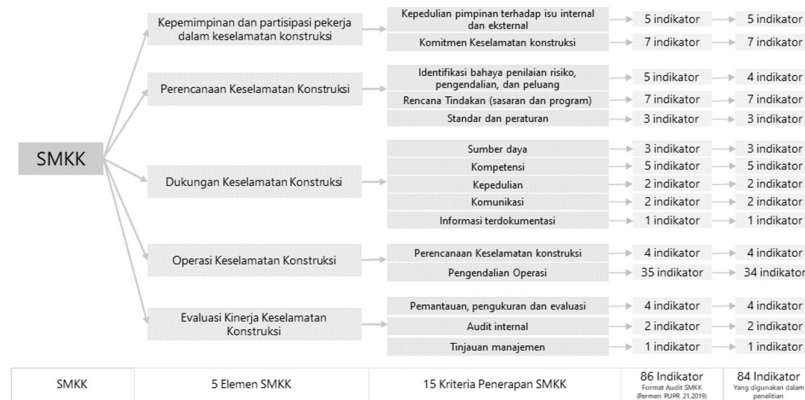 Kepemimpinan dan partisipasi pekerja
dalam keselamatan konstruksi
Kepedulian pimpinan terhadap isu internal
dan eksternal
5 indikator
5 indikator
Komitmen Keselamatan konstruksi
7 indikator
7 indikator
Perencanaan Keselamatan Konstruksi
Identifikasi bahaya penilaian risiko,
pengendalian, dan peluang
5 indikator
4 indikator
Rencana Tindakan (sasaran dan program)
7 indikator
7 indikator
Standar dan peraturan
3 indikator
3 indikator
SMKK
Dukungan Keselamatan Konstruksi
Sumber daya
3 indikator
3 indikator
Kompetensi
5 indikator
5 indikator
Kepedulian
2 indikator
2 indikator
Komunikasi
2 indikator
2 indikator
Informasi terdokumentasi
1 indikator
1 indikator
Operasi Keselamatan Konstruksi
Perencanaan Keselamatan konstruksi
4 indikator
4 indikator
Pengendalian Operasi
35 indikator
34 indikator
Evaluasi Kinerja Keselamatan
Konstruksi
Pemantauan, pengukuran dan evaluasi
4 indikator
4 indikator
Audit internal
2 indikator
2 indikator
Tinjauan manajemen
1 indikator
1 indikator
SMKK
5 Elemen SMKK
15 Kriteria Penerapan SMKK
86 Indikator
Format Audit SMKK
(Permen PUPR 21,2019)
84 Indikator
Yang digunakan dalam
penelitian